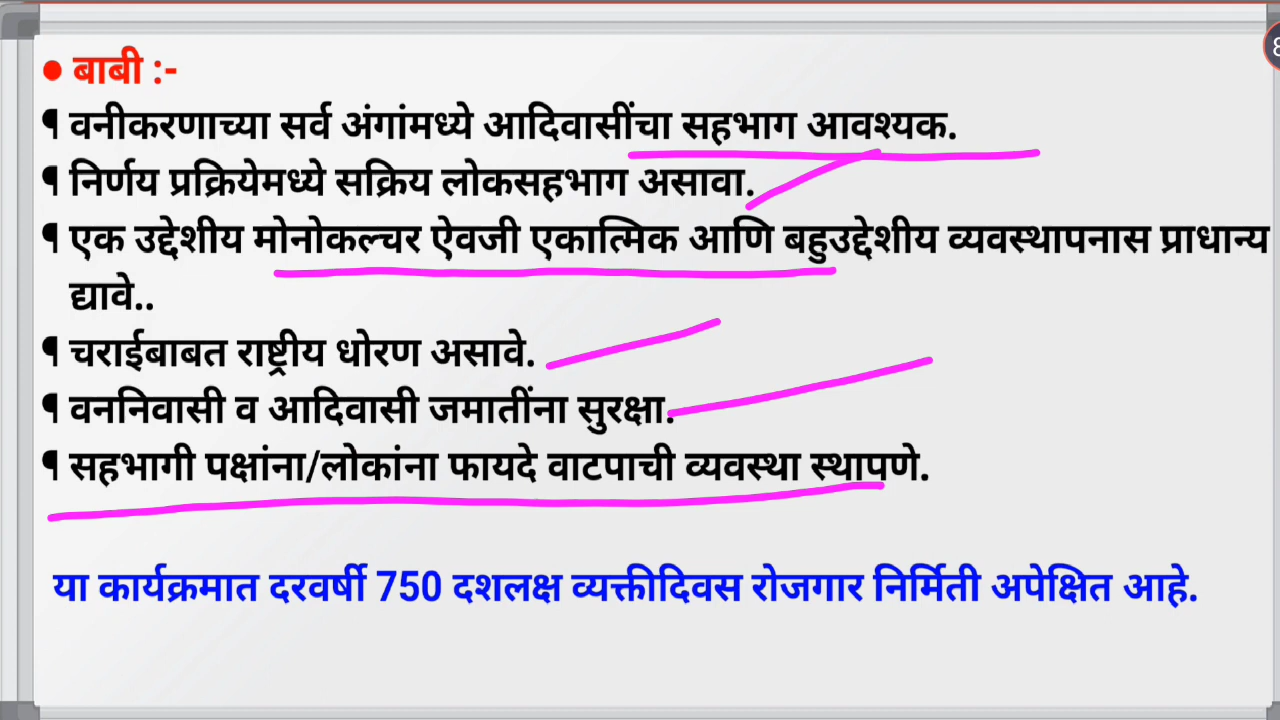 ● बाबी :-
¶ वनीकरणाच्या सर्व अंगांमध्ये आदिवासींचा सहभाग आवश्यक.
¶ निर्णय प्रक्रियेमध्ये सक्रिय लोकसहभाग असावा.
¶ एक उद्देशीय मोनोकल्चर ऐवजी एकात्मिक आणि बहुउद्देशीय व्यवस्थापनास प्राधान्य
द्यावे..
¶ चराईबाबत राष्ट्रीय धोरण असावे.
¶ वननिवासी व आदिवासी जमातींना सुरक्षा.
¶ सहभागी पक्षांना/लोकांना फायदे वाटपाची व्यवस्था स्थापणे.
या कार्यक्रमात दरवर्षी 750 दशलक्ष व्यक्तीदिवस रोजगार निर्मिती अपेक्षित आहे.